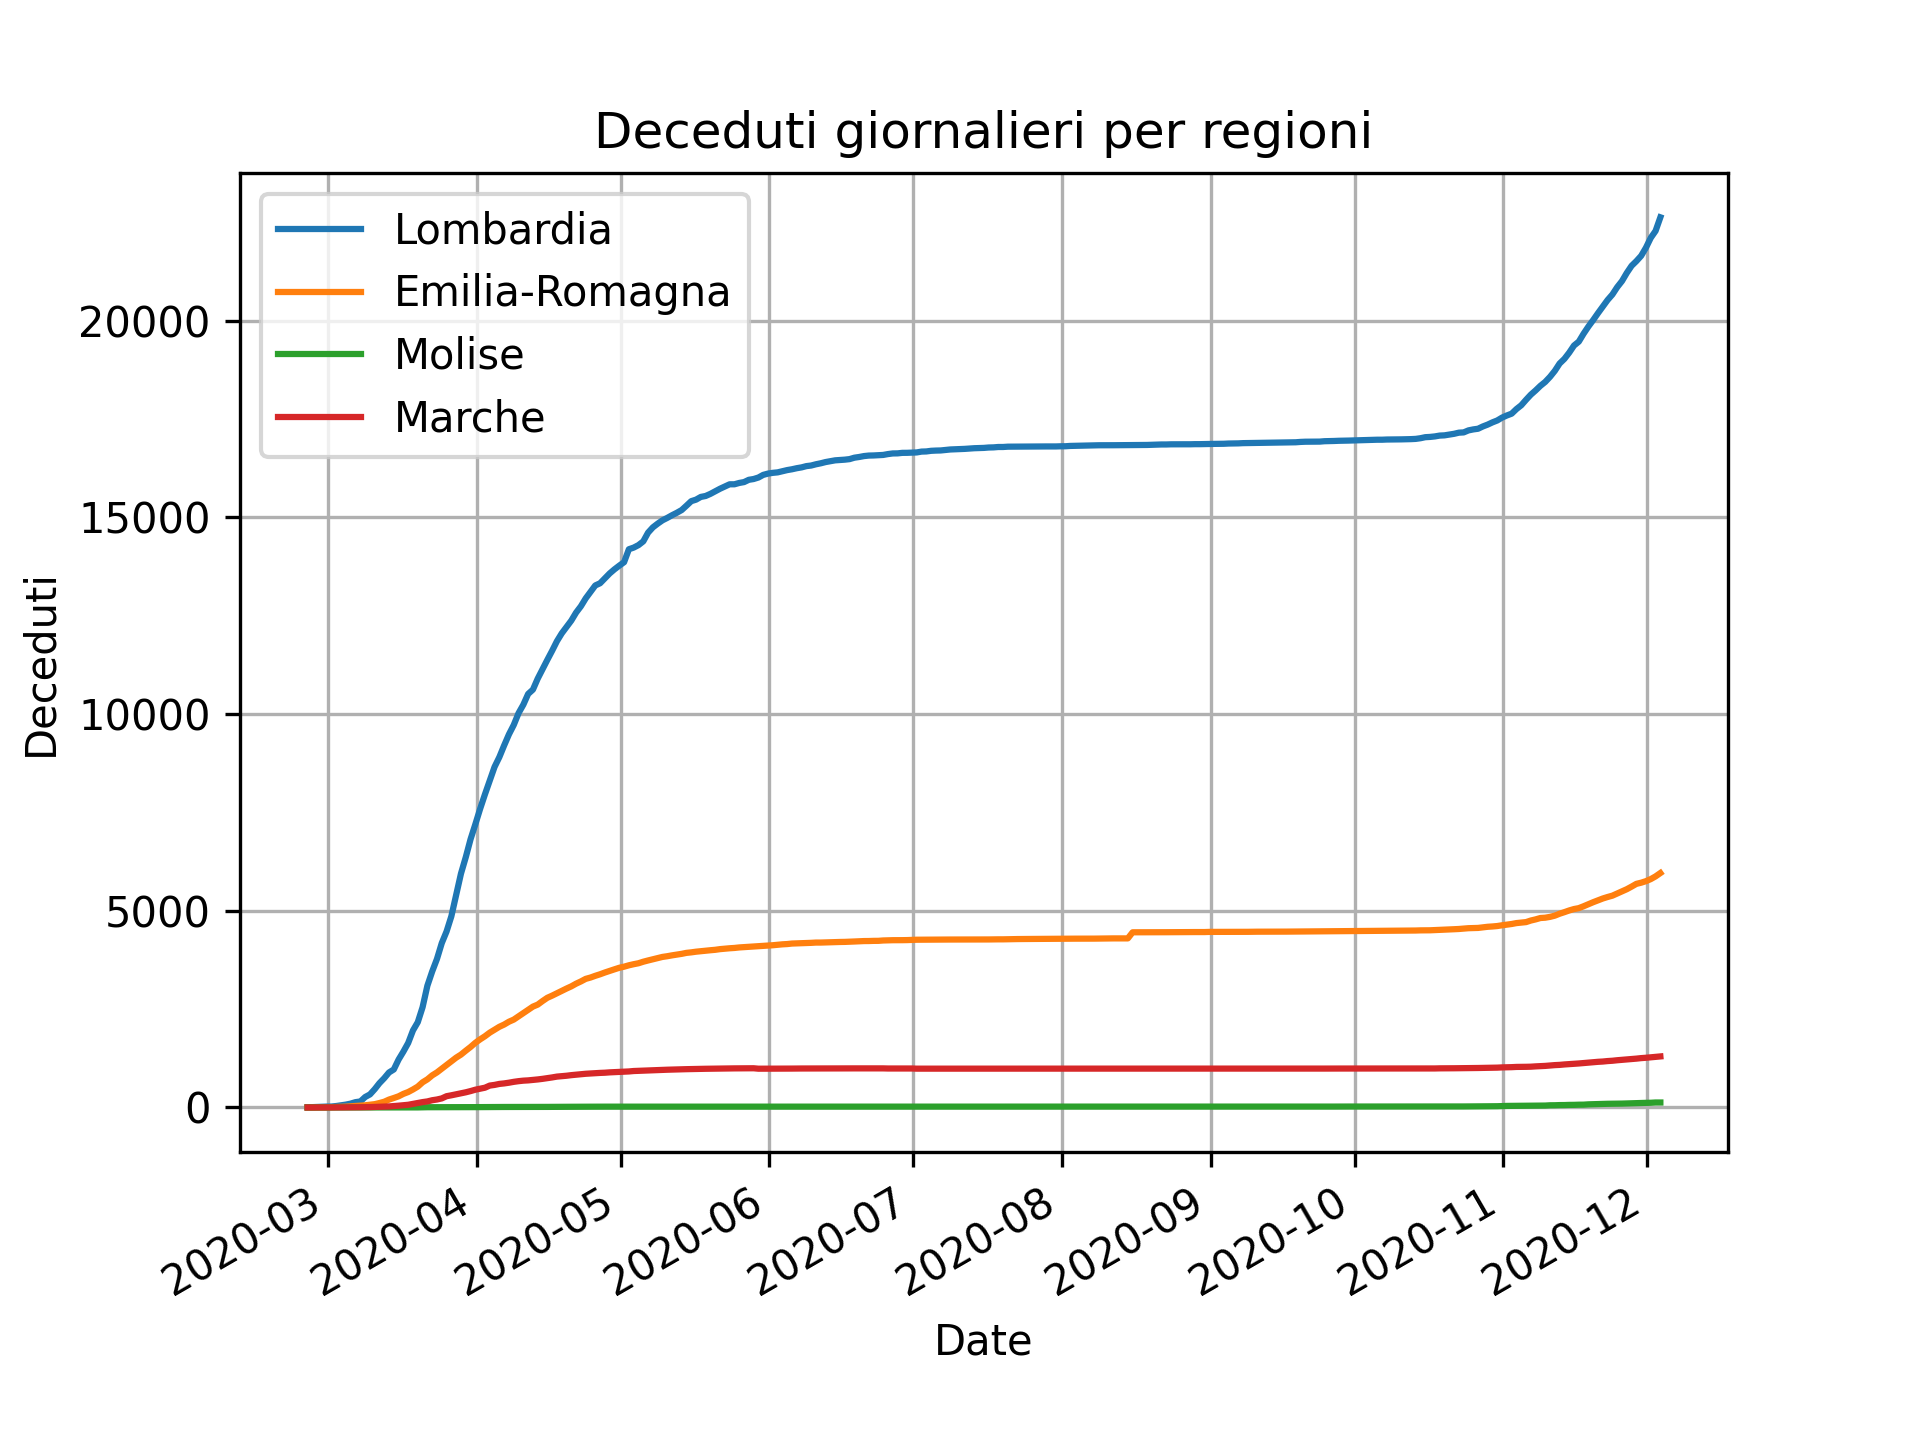 Deceduti giornalieri per regioni
Lombardia
Emilia-Romagna
Molise
Marche
Deceduti
20000
15000
10000
5000
0
2020-03
2020-04
2020-05
2020-06
2020-07
2020-08
2020-09
2020-10
2020-11
2020-12
Date